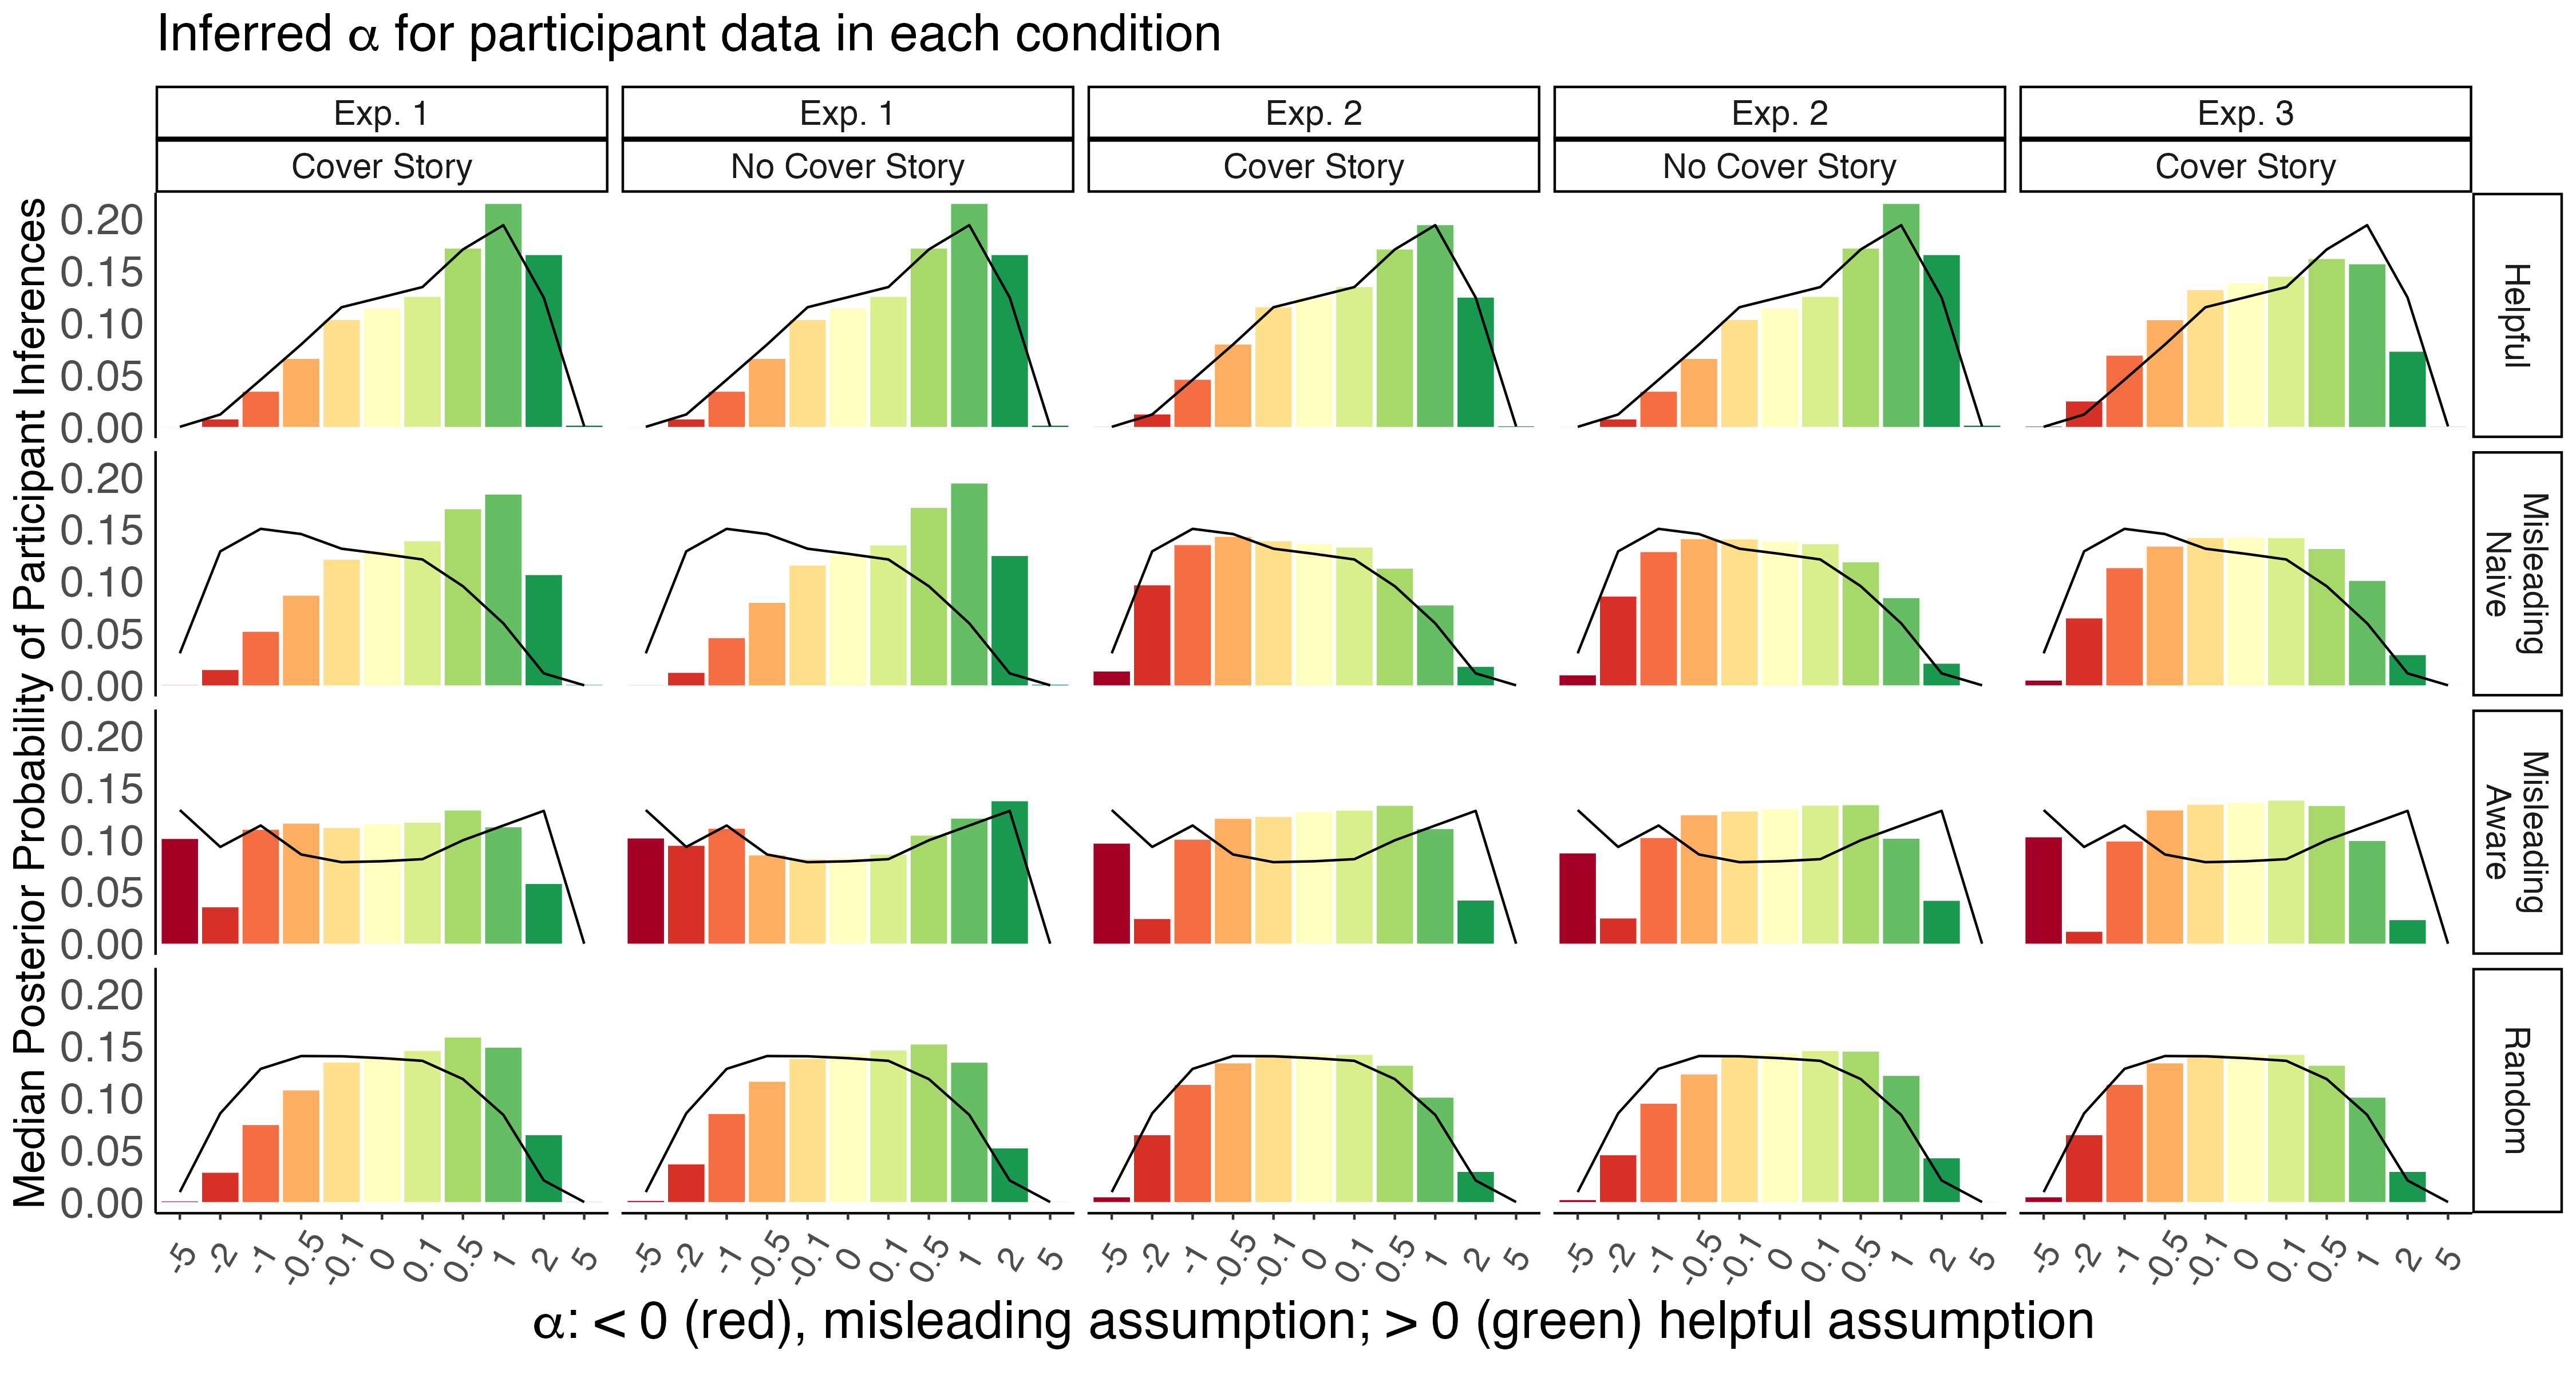 Inferred α for participant data in each condition
Exp. 1
Exp. 1
Exp. 2
Exp. 2
Exp. 3
Cover Story
No Cover Story
Cover Story
No Cover Story
Cover Story
Median Posterior Probability of Participant Inferences
0.20
0.15
0.10
0.05
0.00
Helpful
0.20
0.15
0.10
0.05
0.00
Misleading
Naive
0.20
0.15
0.10
0.05
0.00
Misleading
Aware
0.20
0.15
0.10
0.05
0.00
Random
-5 -2 -1 -0.5 -0.1 0 0.1 0.5 1 2 5
-5 -2 -1 -0.5 -0.1 0 0.1 0.5 1 2 5
-5 -2 -1 -0.5 -0.1 0 0.1 0.5 1 2 5
-5 -2 -1 -0.5 -0.1 0 0.1 0.5 1 2 5
-5 -2 -1 -0.5 -0.1 0 0.1 0.5 1 2 5
α: < 0 (red), misleading assumption; > 0 (green) helpful assumption